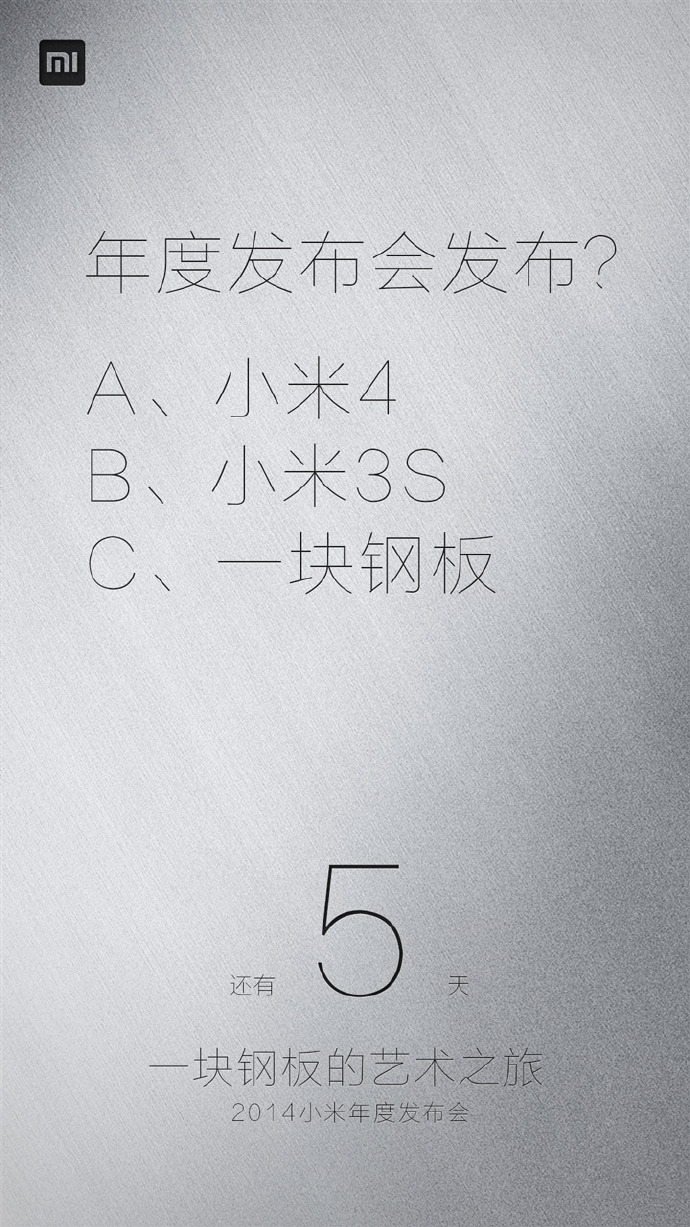 mi
年度发布会发布?
A、小米4
B、小米3S
C、一块钢板
还有 5 天
一块钢板的艺术之旅
2014小米年度发布会